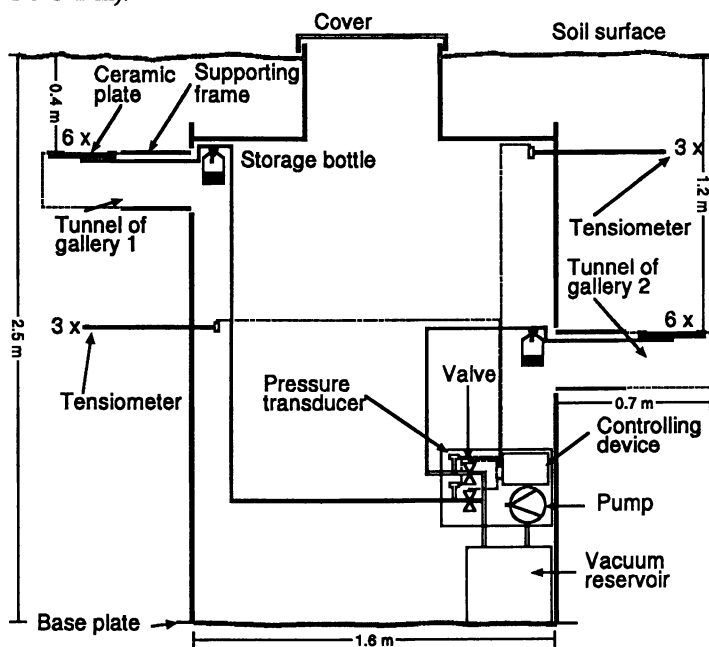 Cover
Soil surface
Ceramic
plate
Supporting
frame
0.4 m
6 x
Storage bottle
3 x
1.2 m
Tunnel of
gallery 1
Tensiometer
Tunnel of
gallery 2
2.5 m
3 x
6 x
Tensiometer
Pressure
transducer
Valve
0.7 m
Controlling
device
Pump
Vacuum
reservoir
Base plate
1.6 m